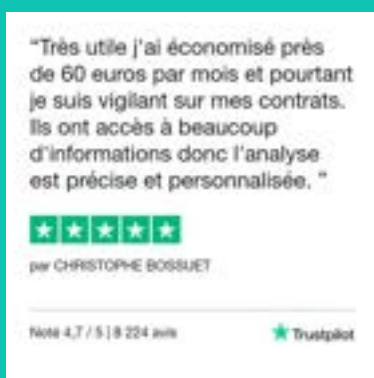 “Très utile j'ai économisé près
de 60 euros par mois et pourtant
je suis vigilant sur mes contrats.
Ils ont accès à beaucoup
d'informations donc l'analyse
est précise et personnalisée. ”
par CHRISTOPHE BOSSUET
Noté 4,7 / 5 | 8 224 avis
Trustpilot